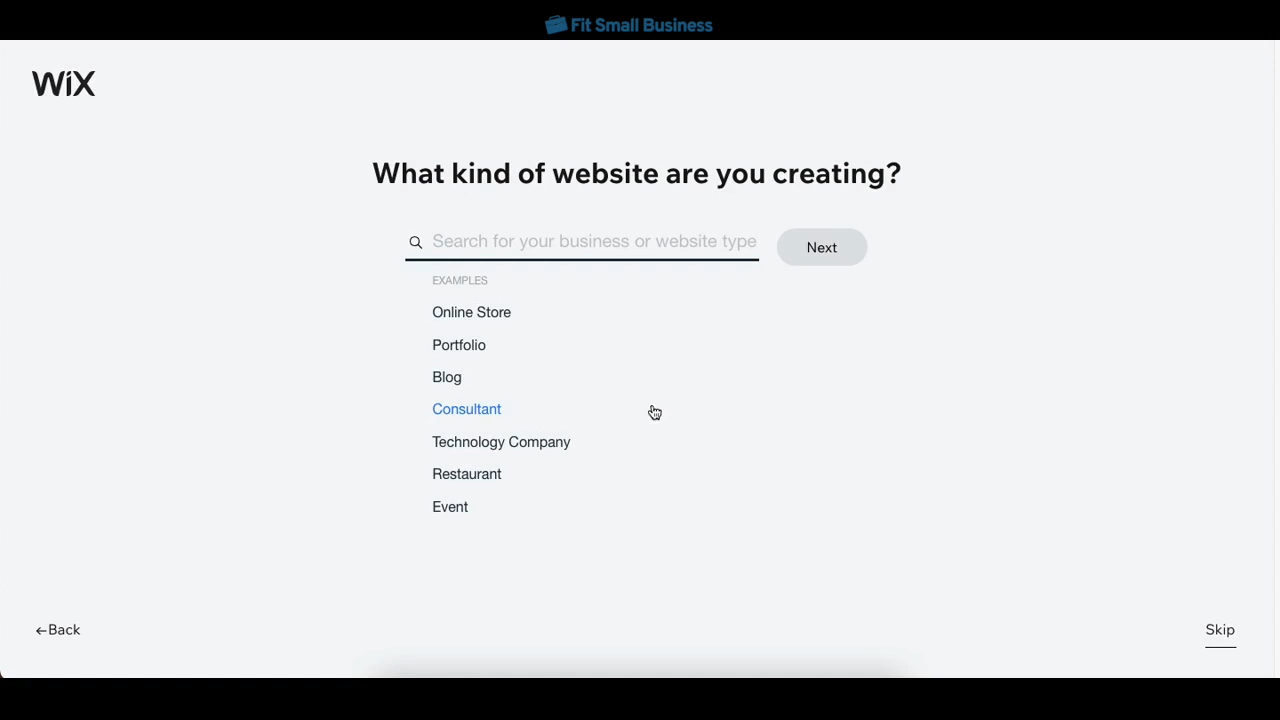 Fit Small Business
WiX
What kind of website are you creating?
Search for your business or website type
Next
EXAMPLES
Online Store
Portfolio
Blog
Consultant
Technology Company
Restaurant
Event
←Back
Skip